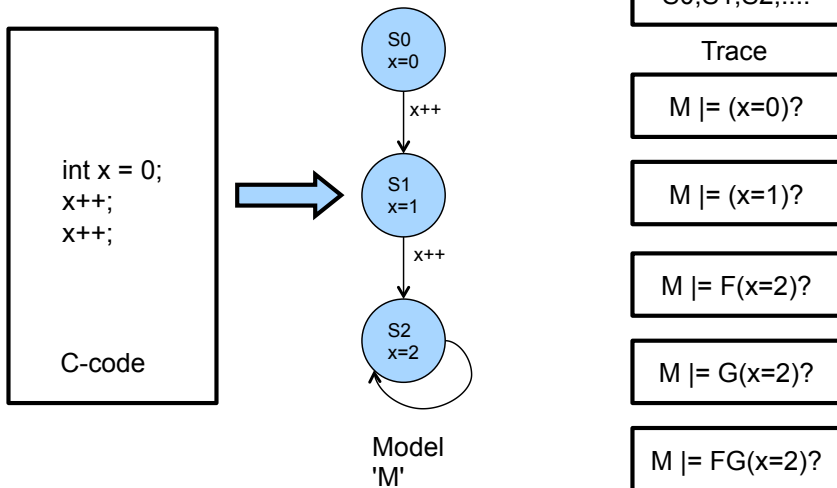 S0,S1,S2,....
Trace
int x = 0;
x++;
x++;
C-code
S0
x=0
x++
S1
x=1
x++
S2
x=2
Model
'M'
M |= (x=0)?
M |= (x=1)?
M |= F(x=2)?
M |= G(x=2)?
M |= FG(x=2)?